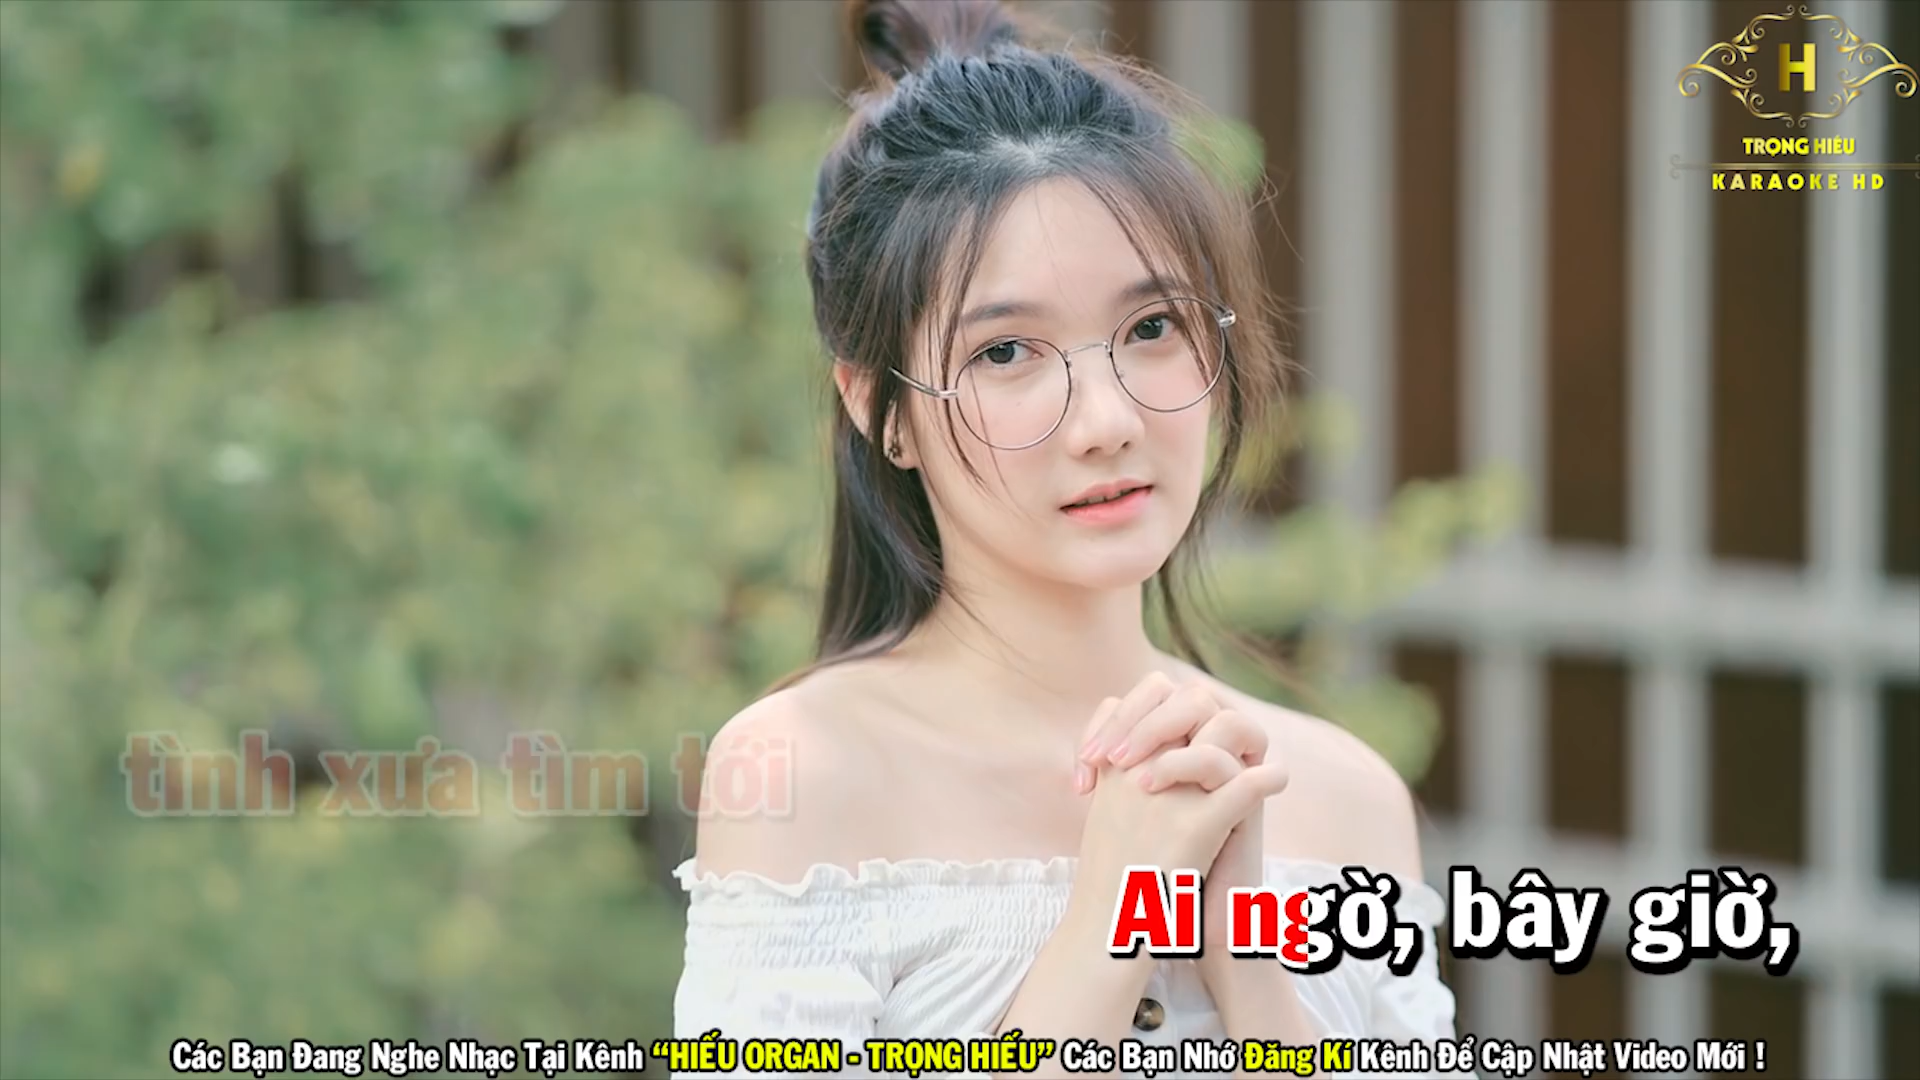 H
TRỌNG HIẾU
KARAOKE HD
tình xưa tìm tới
Ai ngờ, bây giờ,
Các Bạn Đang Nghe Nhạc Tại Kênh “HIẾU ORGAN - TRỌNG HIẾU” Các Bạn Nhớ Đăng Kí Kênh Để Cập Nhật Video Mới !